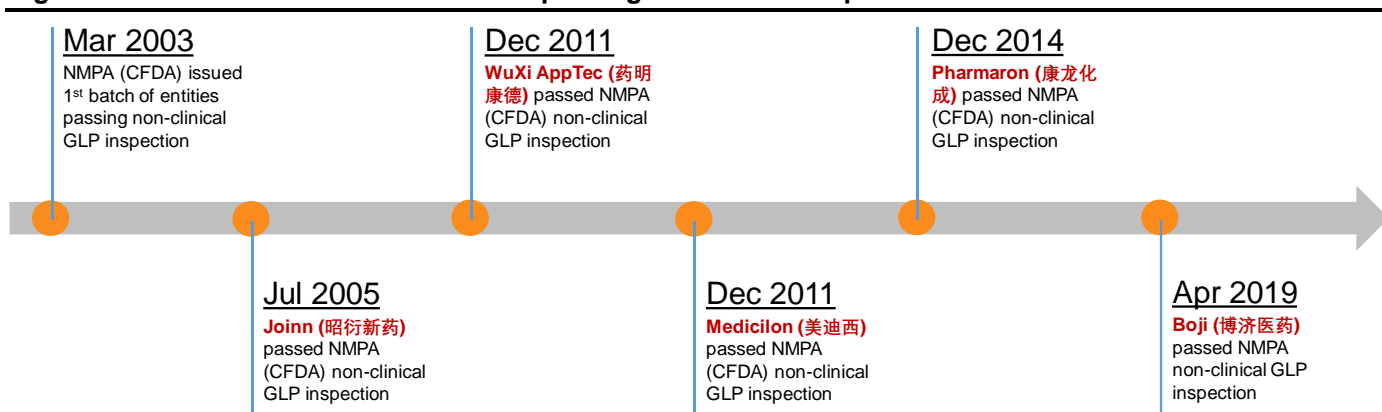 Mar 2003
NMPA (CFDA) issued
1st batch of entities
passing non-clinical
GLP inspection
Jul 2005
Joinn (昭衍新药)
passed NMPA
(CFDA) non-clinical
GLP inspection
Dec 2011
WuXi AppTec (药明
康德) passed NMPA
(CFDA) non-clinical
GLP inspection
Dec 2011
Medicilon (美迪西)
passed NMPA
(CFDA) non-clinical
GLP inspection
Dec 2014
Pharmaron (康龙化
成) passed NMPA
(CFDA) non-clinical
GLP inspection
Apr 2019
Boji (博济医药)
passed NMPA
non-clinical GLP
inspection